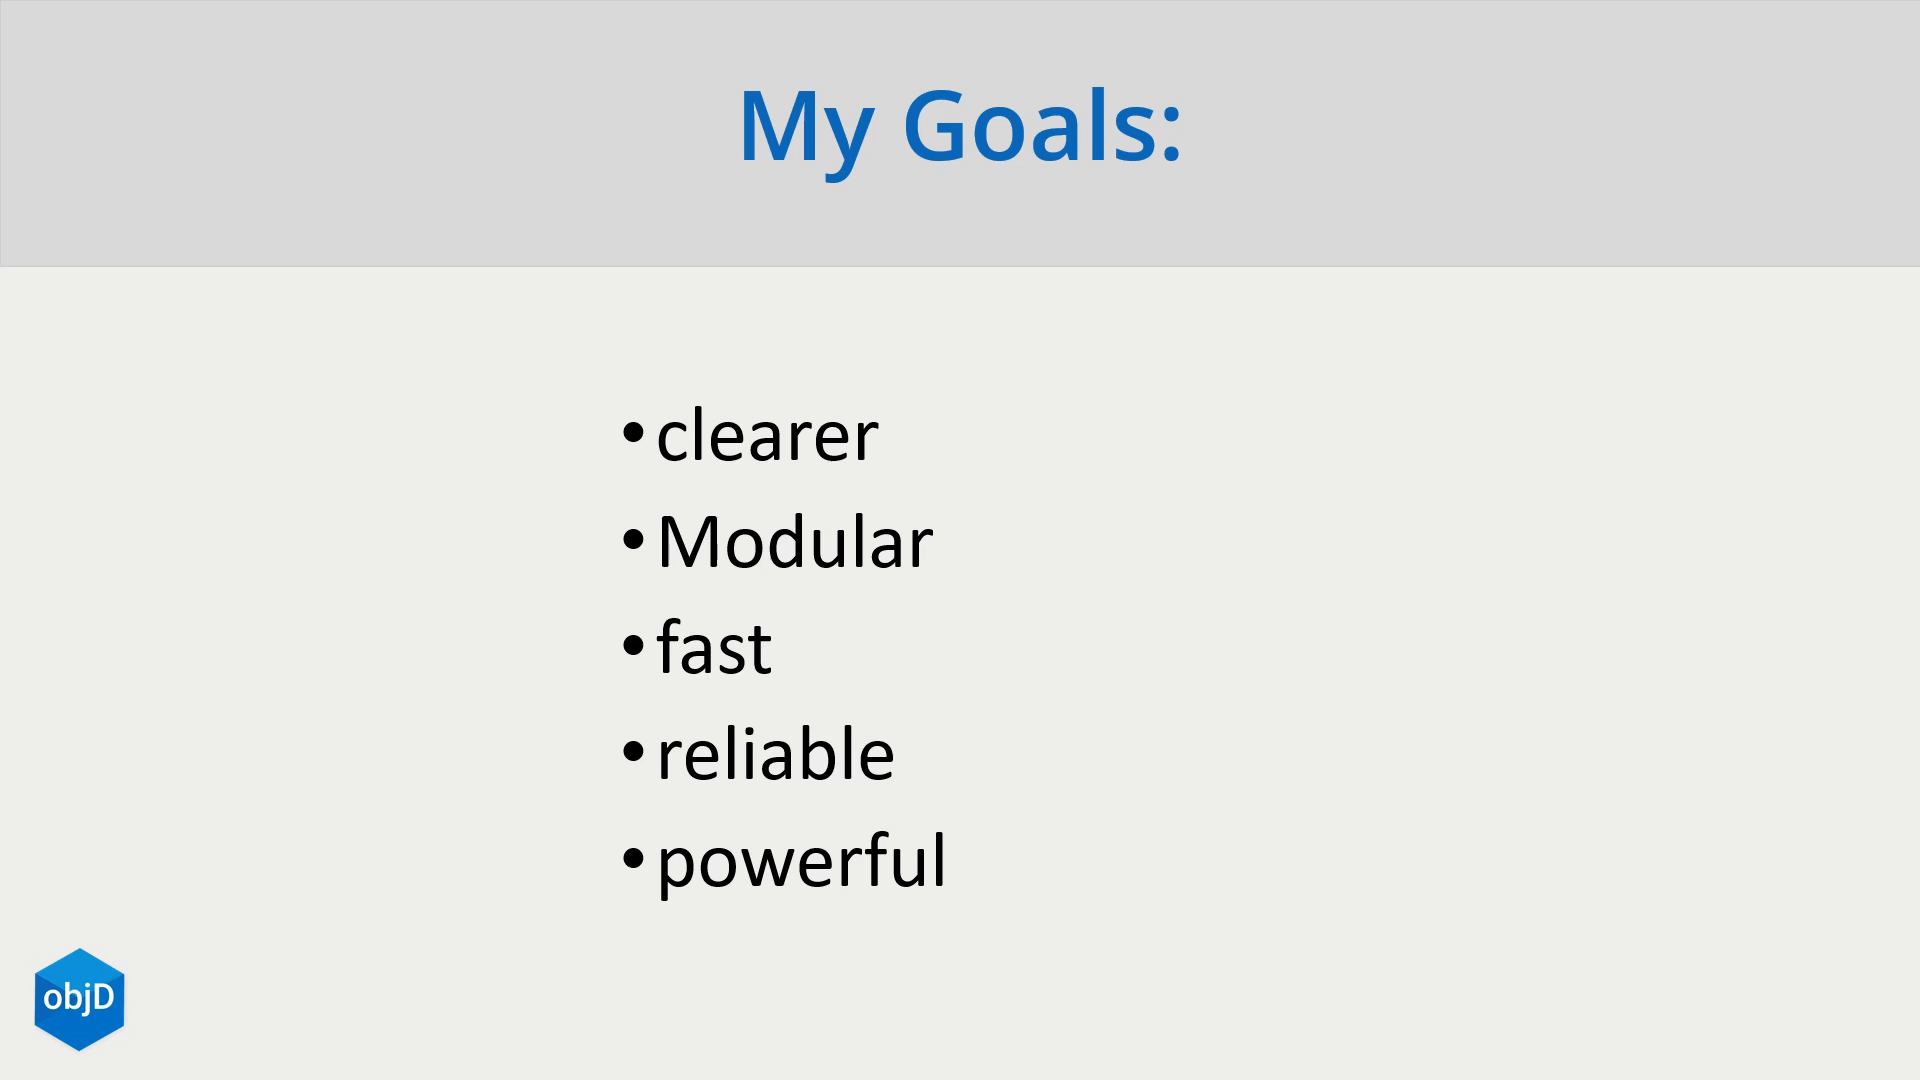 My Goals:
• clearer
• Modular
• fast
• reliable
• powerful
objD